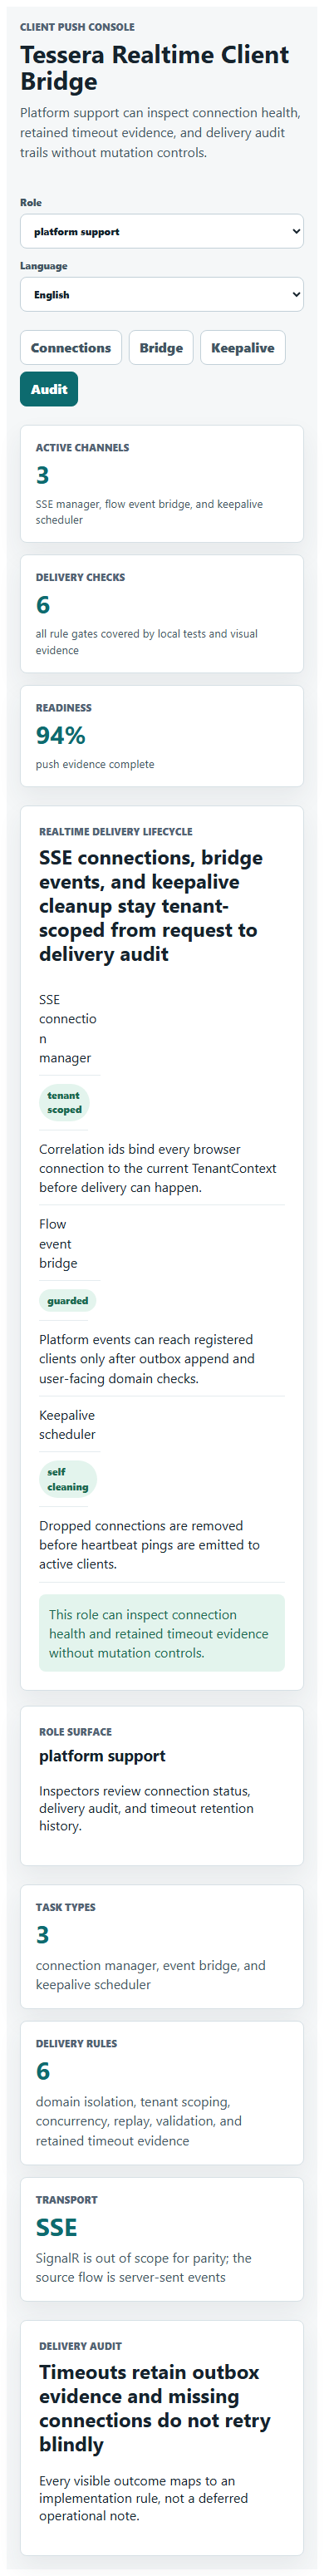 CLIENT PUSH CONSOLE
Tessera Realtime Client
Bridge
Platform support can inspect connection health,
retained timeout evidence, and delivery audit
trails without mutation controls.
Role
platform support
Language
English
Connections
Bridge
Keepalive
Audit
ACTIVE CHANNELS
3
SSE manager, flow event bridge, and keepalive
scheduler
DELIVERY CHECKS
6
all rule gates covered by local tests and visual
evidence
READINESS
94%
push evidence complete
REALTIME DELIVERY LIFECYCLE
SSE connections, bridge
events, and keepalive
cleanup stay tenant-
scoped from request to
delivery audit
SSE
connectio
n
manager
tenant
scoped
Correlation ids bind every browser
connection to the current TenantContext
before delivery can happen.
Flow
event
bridge
guarded
Platform events can reach registered
clients only after outbox append and
user-facing domain checks.
Keepalive
scheduler
self
cleaning
Dropped connections are removed
before heartbeat pings are emitted to
active clients.
This role can inspect connection
health and retained timeout evidence
without mutation controls.
ROLE SURFACE
platform support
Inspectors review connection status,
delivery audit, and timeout retention
history.
TASK TYPES
3
connection manager, event bridge, and
keepalive scheduler
DELIVERY RULES
6
domain isolation, tenant scoping,
concurrency, replay, validation, and
retained timeout evidence
TRANSPORT
SSE
SignalR is out of scope for parity; the
source flow is server-sent events
DELIVERY AUDIT
Timeouts retain outbox
evidence and missing
connections do not retry
blindly
Every visible outcome maps to an
implementation rule, not a deferred
operational note.